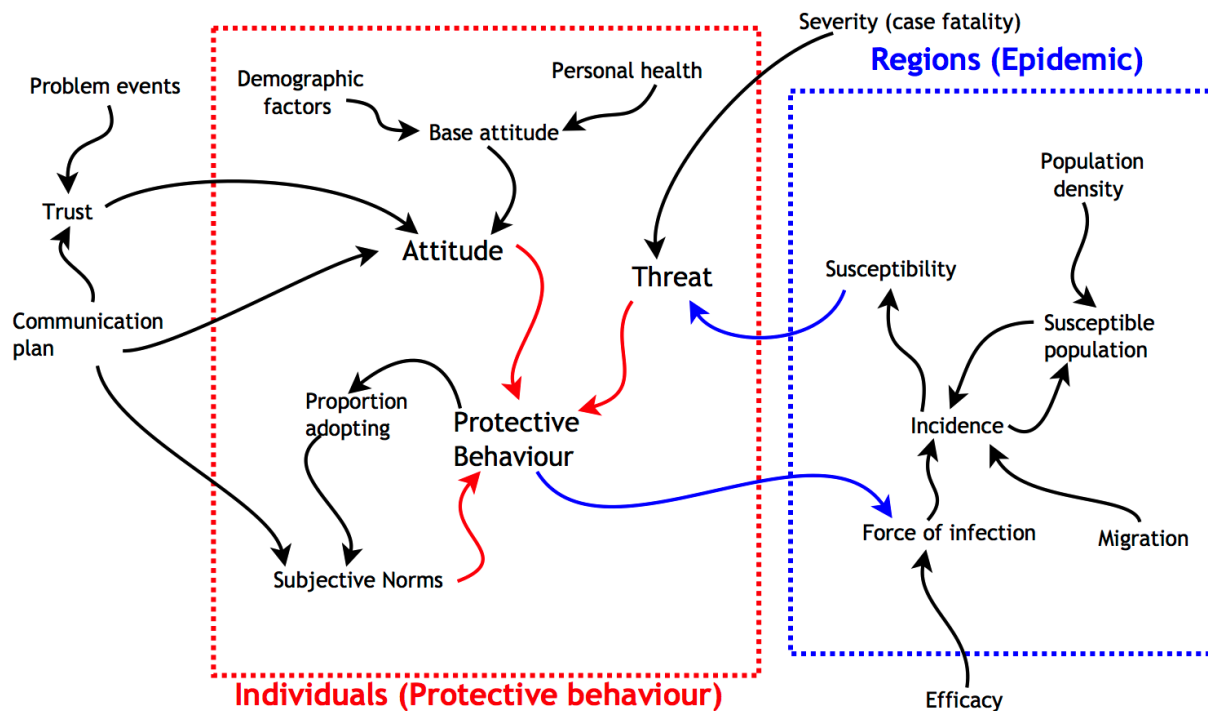 Severity (case fatality)
Regions (Epidemic)
Problem events
Demographic
factors
Personal health
Base attitude
Population
density
Trust
Attitude
Threat
Susceptibility
Communication
plan
Susceptible
population
Proportion
adopting
Protective
Behaviour
Incidence
Force of infection
Migration
Subjective Norms
Individuals (Protective behaviour)
Efficacy